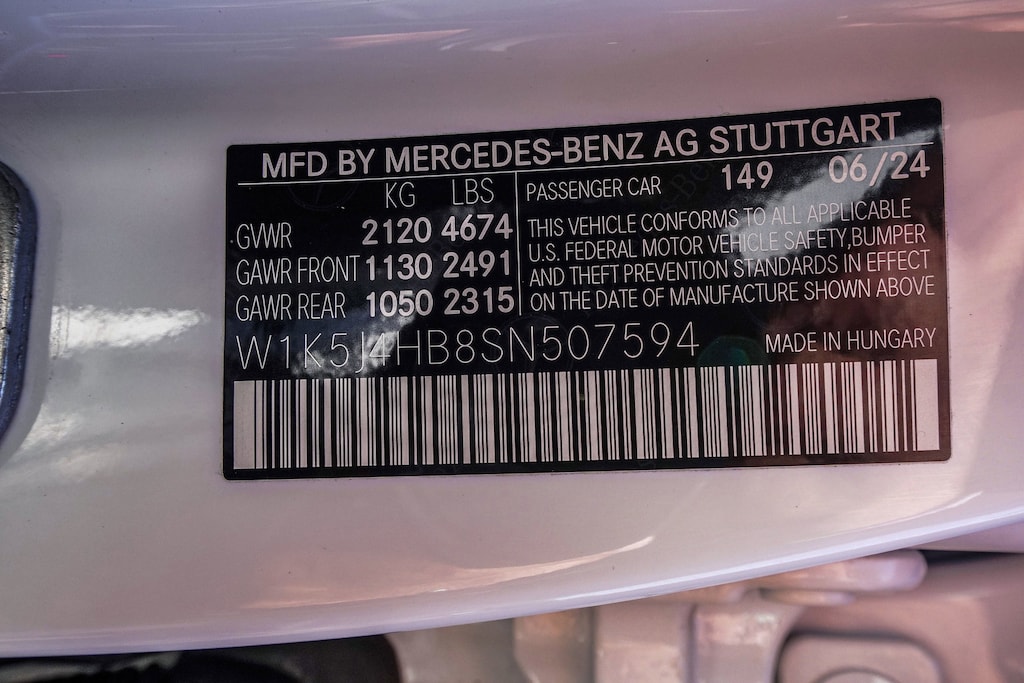 MFD BY MERCEDES-BENZ AG STUTTGART
KG LBS
GVWR 2120 4674
GAWR FRONT 1130 2491
GAWR REAR 1050 2315
PASSENGER CAR 149 06/24
THIS VEHICLE CONFORMS TO ALL APPLICABLE
U.S. FEDERAL MOTOR VEHICLE SAFETY,BUMPER
AND THEFT PREVENTION STANDARDS IN EFFECT
ON THE DATE OF MANUFACTURE SHOWN ABOVE
W1K5J4HB8SN507594
MADE IN HUNGARY